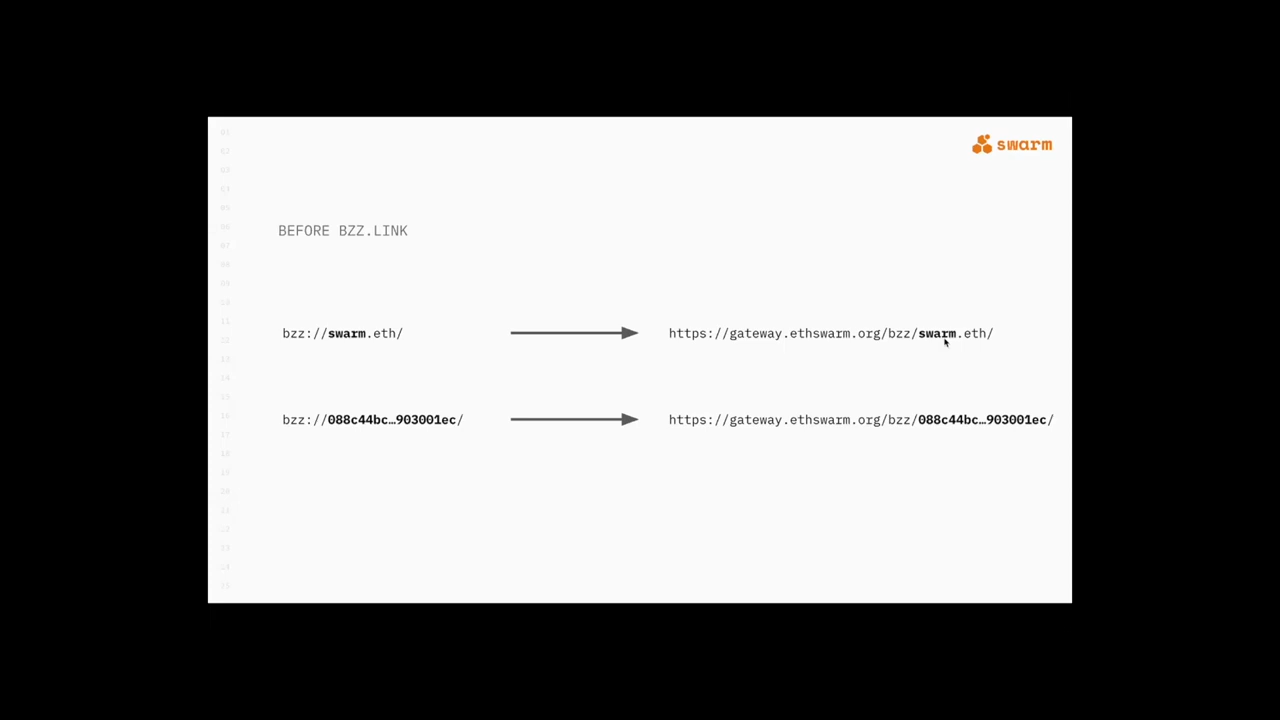 swarm
BEFORE BZZ.LINK
bzz://swarm.eth/
https://gateway.ethswarm.org/bzz/swarm.eth/
bzz://088c44bc…903001ec/
https://gateway.ethswarm.org/bzz/088c44bc…903001ec/